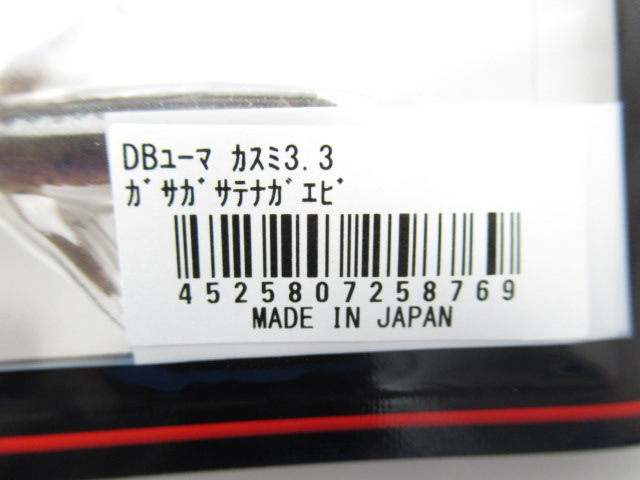 DBﾕｰﾏ ｶｽﾐ3.3
ｶﾞｻｶﾞｻﾃﾅｶﾞｴﾋﾞ
4525807258769
MADE IN JAPAN